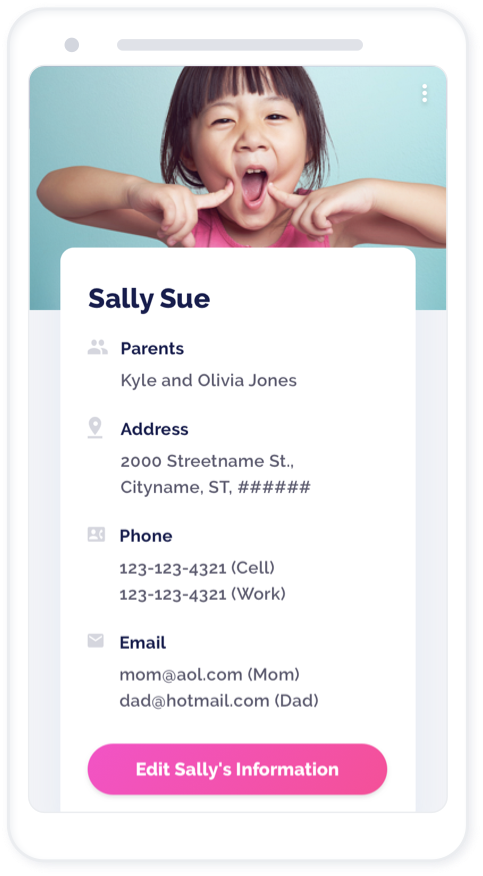 Sally Sue
Parents
Kyle and Olivia Jones
Address
2000 Streetname St.,
Cityname, ST, ######
Phone
123-123-4321 (Cell)
123-123-4321 (Work)
Email
mom@aol.com (Mom)
dad@hotmail.com (Dad)
Edit Sally's Information